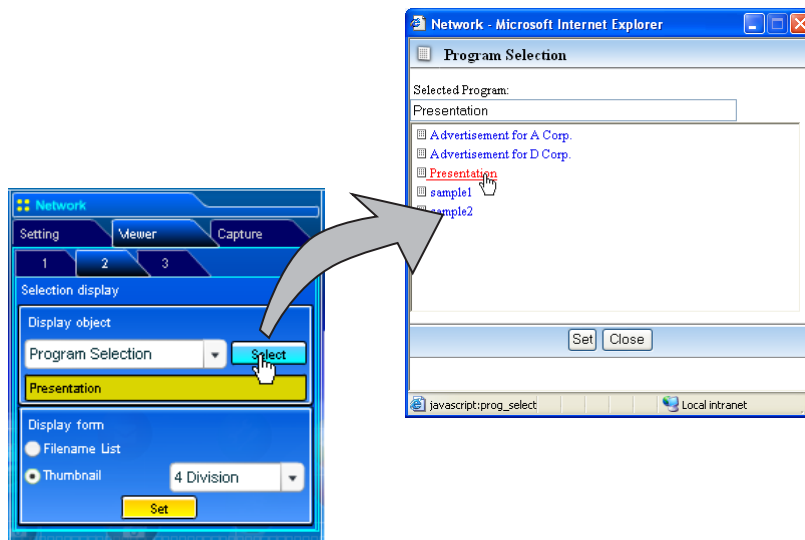 Network - Microsoft Internet Explorer
Program Selection
Selected Program:
Presentation
Advertisement for A Corp.
Advertisement for D Corp.
Presentation
sample1
sample2
Set Close
javascript:prog_select Local intranet
Network
Setting Viewer Capture
1 2 3
Selection display
Display object
Program Selection Select
Presentation
Display form
Filename List
Thumbnail 4 Division
Set